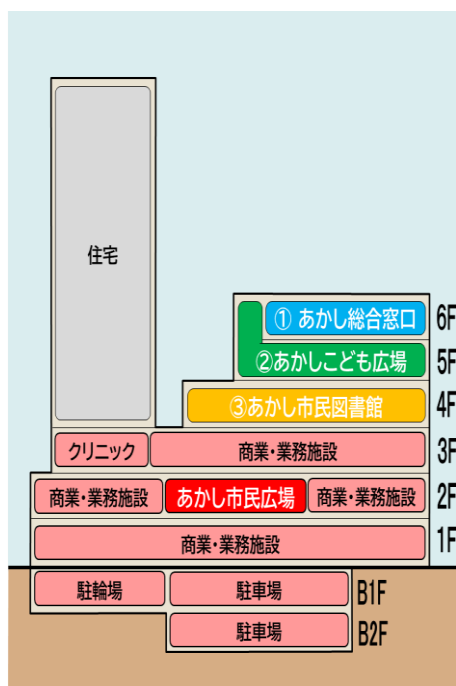 住宅
① あかし総合窓口 6F
②あかしこども広場 5F
③あかし市民図書館 4F
クリニック 商業・業務施設 3F
商業・業務施設 あかし市民広場 商業・業務施設 2F
商業・業務施設 1F
駐輪場 駐車場 B1F
駐車場 B2F